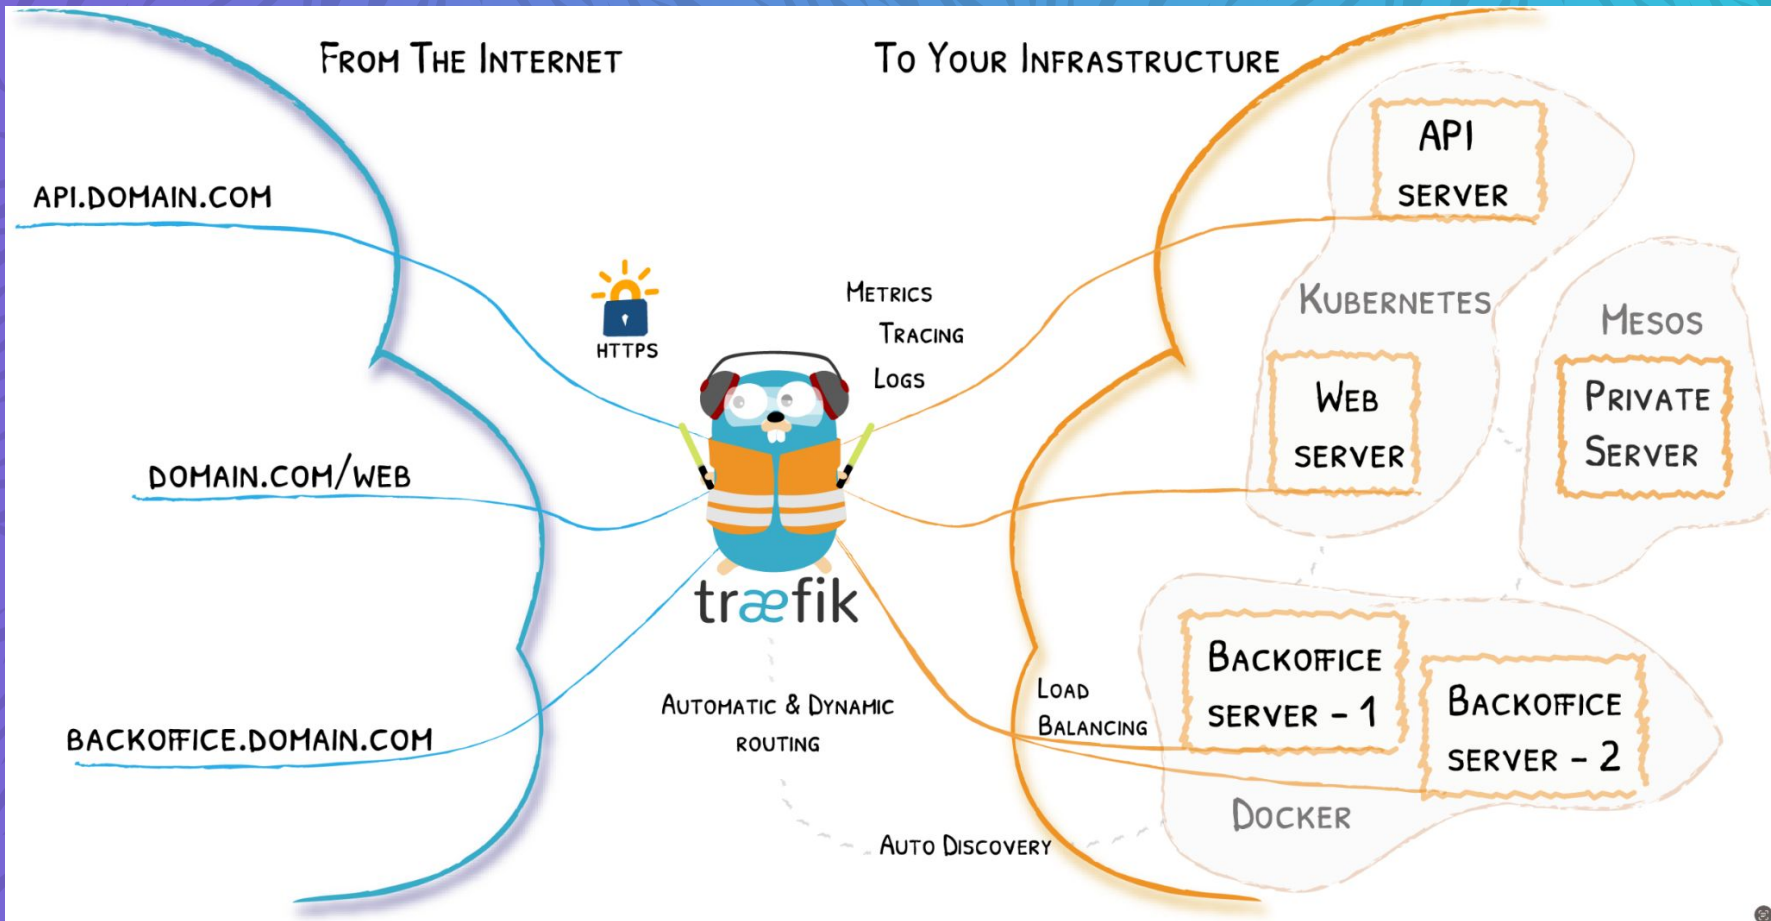 FROM THE INTERNET
TO YOUR INFRASTRUCTURE
API.DOMAIN.COM
DOMAIN.COM/WEB
BACKOFFICE.DOMAIN.COM
HTTPS
METRICS
TRACING
LOGS
træfik
AUTOMATIC & DYNAMIC
ROUTING
AUTO DISCOVERY
LOAD
BALANCING
API
SERVER
KUBERNETES
WEB
SERVER
MESOS
PRIVATE
SERVER
BACKOFFICE
SERVER - 1
BACKOFFICE
SERVER - 2
DOCKER